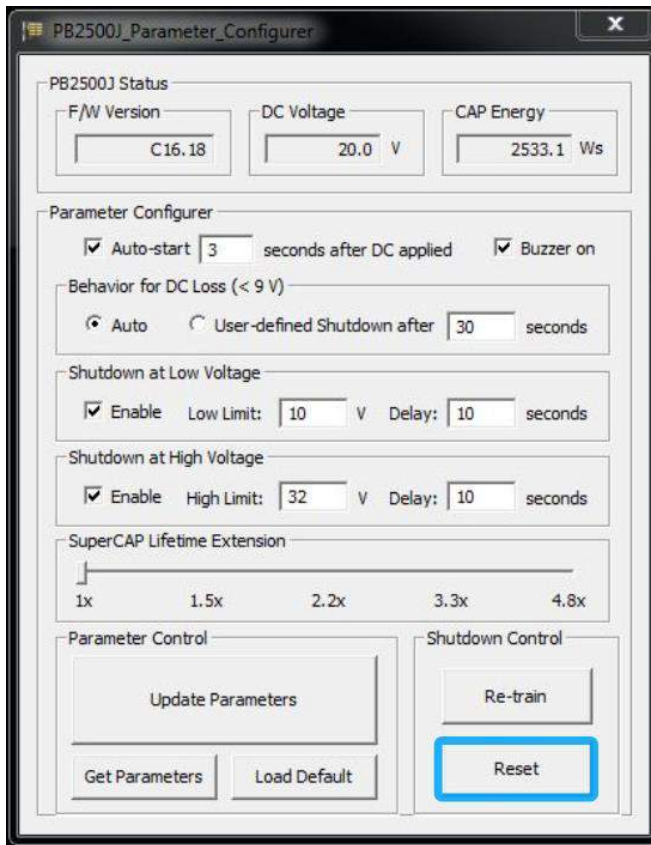 PB2500J_Parameter_Configurer
x
PB2500J Status
F/W Version DC Voltage CAP Energy
C16.18 20.0 V 2533.1 Ws
Parameter Configurer
Auto-start 3 seconds after DC applied Buzzer on
Behavior for DC Loss (< 9 V)
Auto User-defined Shutdown after 30 seconds
Shutdown at Low Voltage
Enable Low Limit: 10 V Delay: 10 seconds
Shutdown at High Voltage
Enable High Limit: 32 V Delay: 10 seconds
SuperCAP Lifetime Extension
1x 1.5x 2.2x 3.3x 4.8x
Parameter Control Shutdown Control
Update Parameters Re-train
Get Parameters Load Default Reset